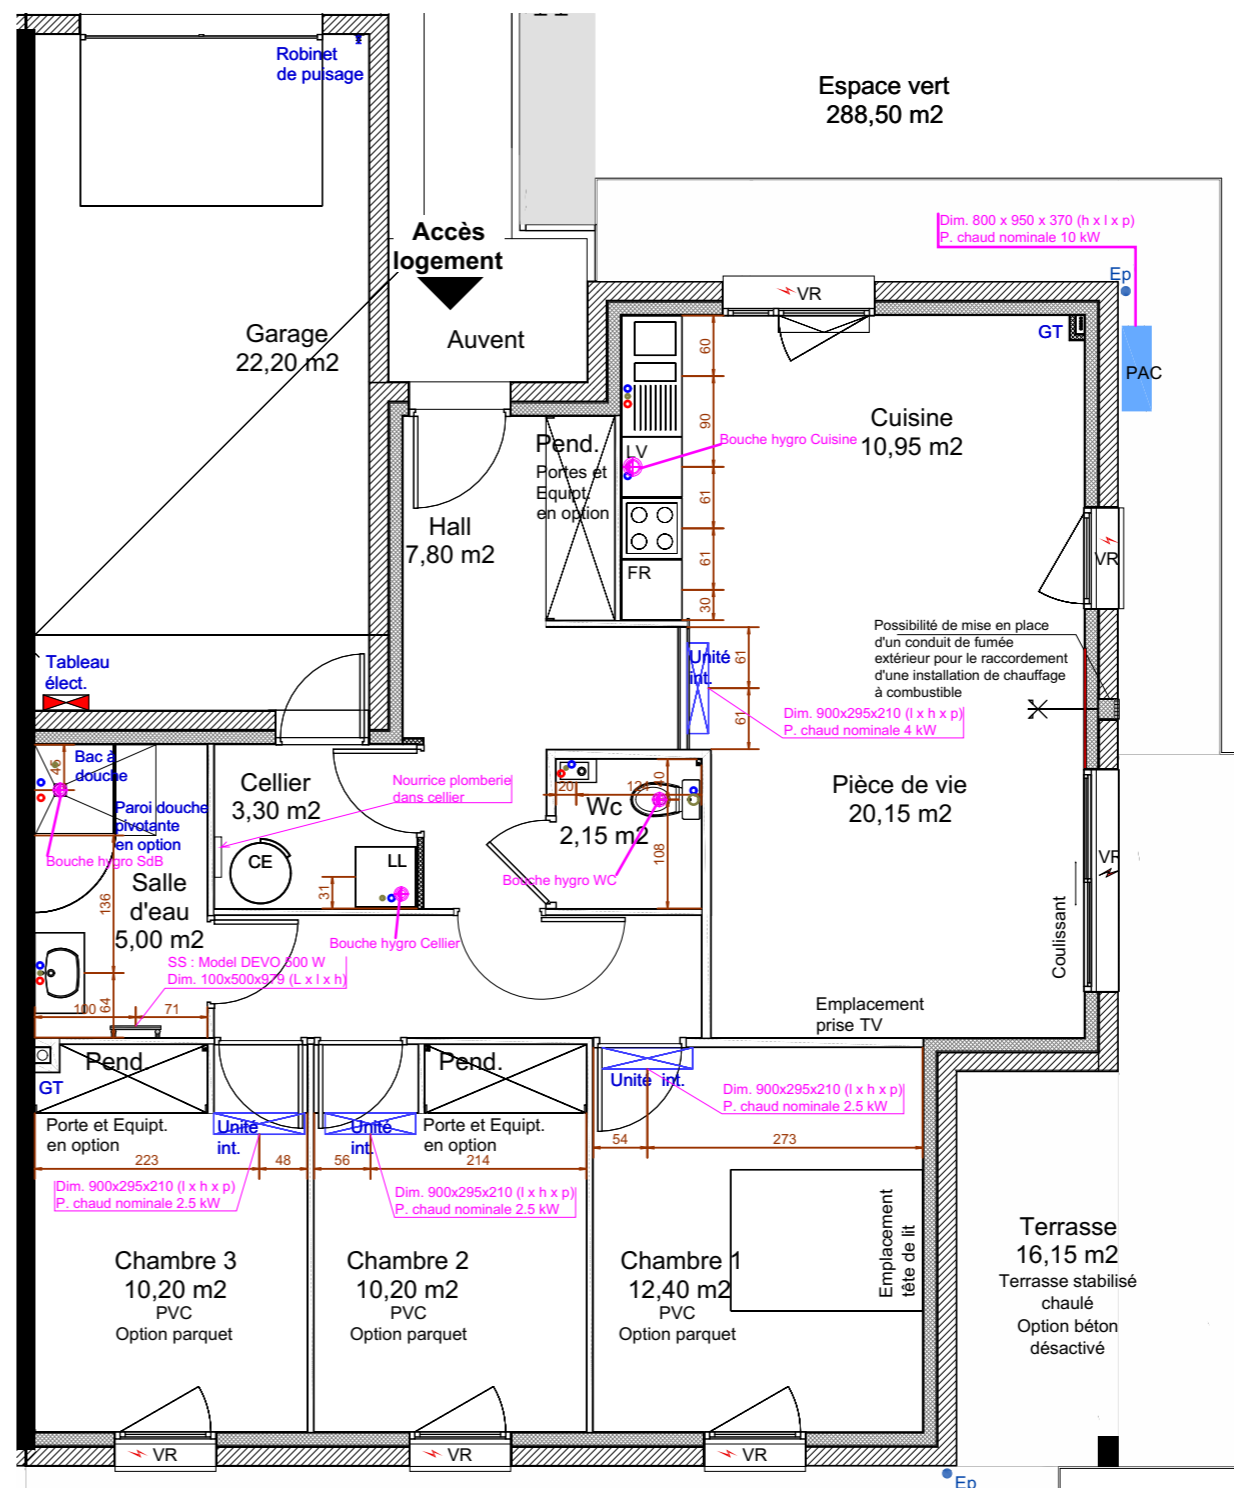 Robinet
de puisage
Espace vert
288,50 m2
Dim. 800 x 950 x 370 (h x l x p)
P. chaud nominale 10 kW
Accès
logement
Ep
VR
Garage
22,20 m2
Auvent
GT
60
PAC
Cuisine
10,95 m2
90
Pend.
Bouche hygro Cuisine
LV
Portes et
Equipt.
en option
61
Hall
7,80 m2
VR
FR
61
30
Possibilité de mise en place
d'un conduit de fumée
extérieur pour le raccordement
d'une installation de chauffage
à combustible
Tableau
élect.
Unité
int.
61
61
Dim. 900x295x210 (l x h x p)
P. chaud nominale 4 kW
Bac à
douche
46
Cellier
3,30 m2
Nourrice plomberie
dans cellier
20
Wc
2,15 m2
108
Pièce de vie
20,15 m2
Paroi douche
pivotante
en option
Bouche hygro SdB
CE
LL
31
Bouche hygro WC
VR
Salle
d'eau
5,00 m2
136
Bouche hygro Cellier
Coulissant
SS : Model DEVO 500 W
Dim. 100x500x979 (L x l x h)
100
64
71
Emplacement
prise TV
Pend.
Pend.
GT
Unité int.
Dim. 900x295x210 (l x h x p)
P. chaud nominale 2.5 kW
Porte et Equipt.
en option
Unité
int.
Unité
int.
Porte et Equipt.
en option
54
273
223
48
56
214
Dim. 900x295x210 (l x h x p)
P. chaud nominale 2.5 kW
Dim. 900x295x210 (l x h x p)
P. chaud nominale 2.5 kW
Emplacement
tête de lit
Chambre 3
10,20 m2
PVC
Option parquet
Chambre 2
10,20 m2
PVC
Option parquet
Chambre 1
12,40 m2
PVC
Option parquet
Terrasse
16,15 m2
Terrasse stabilisé
chaulé
Option béton
désactivé
VR
VR
VR
Ep